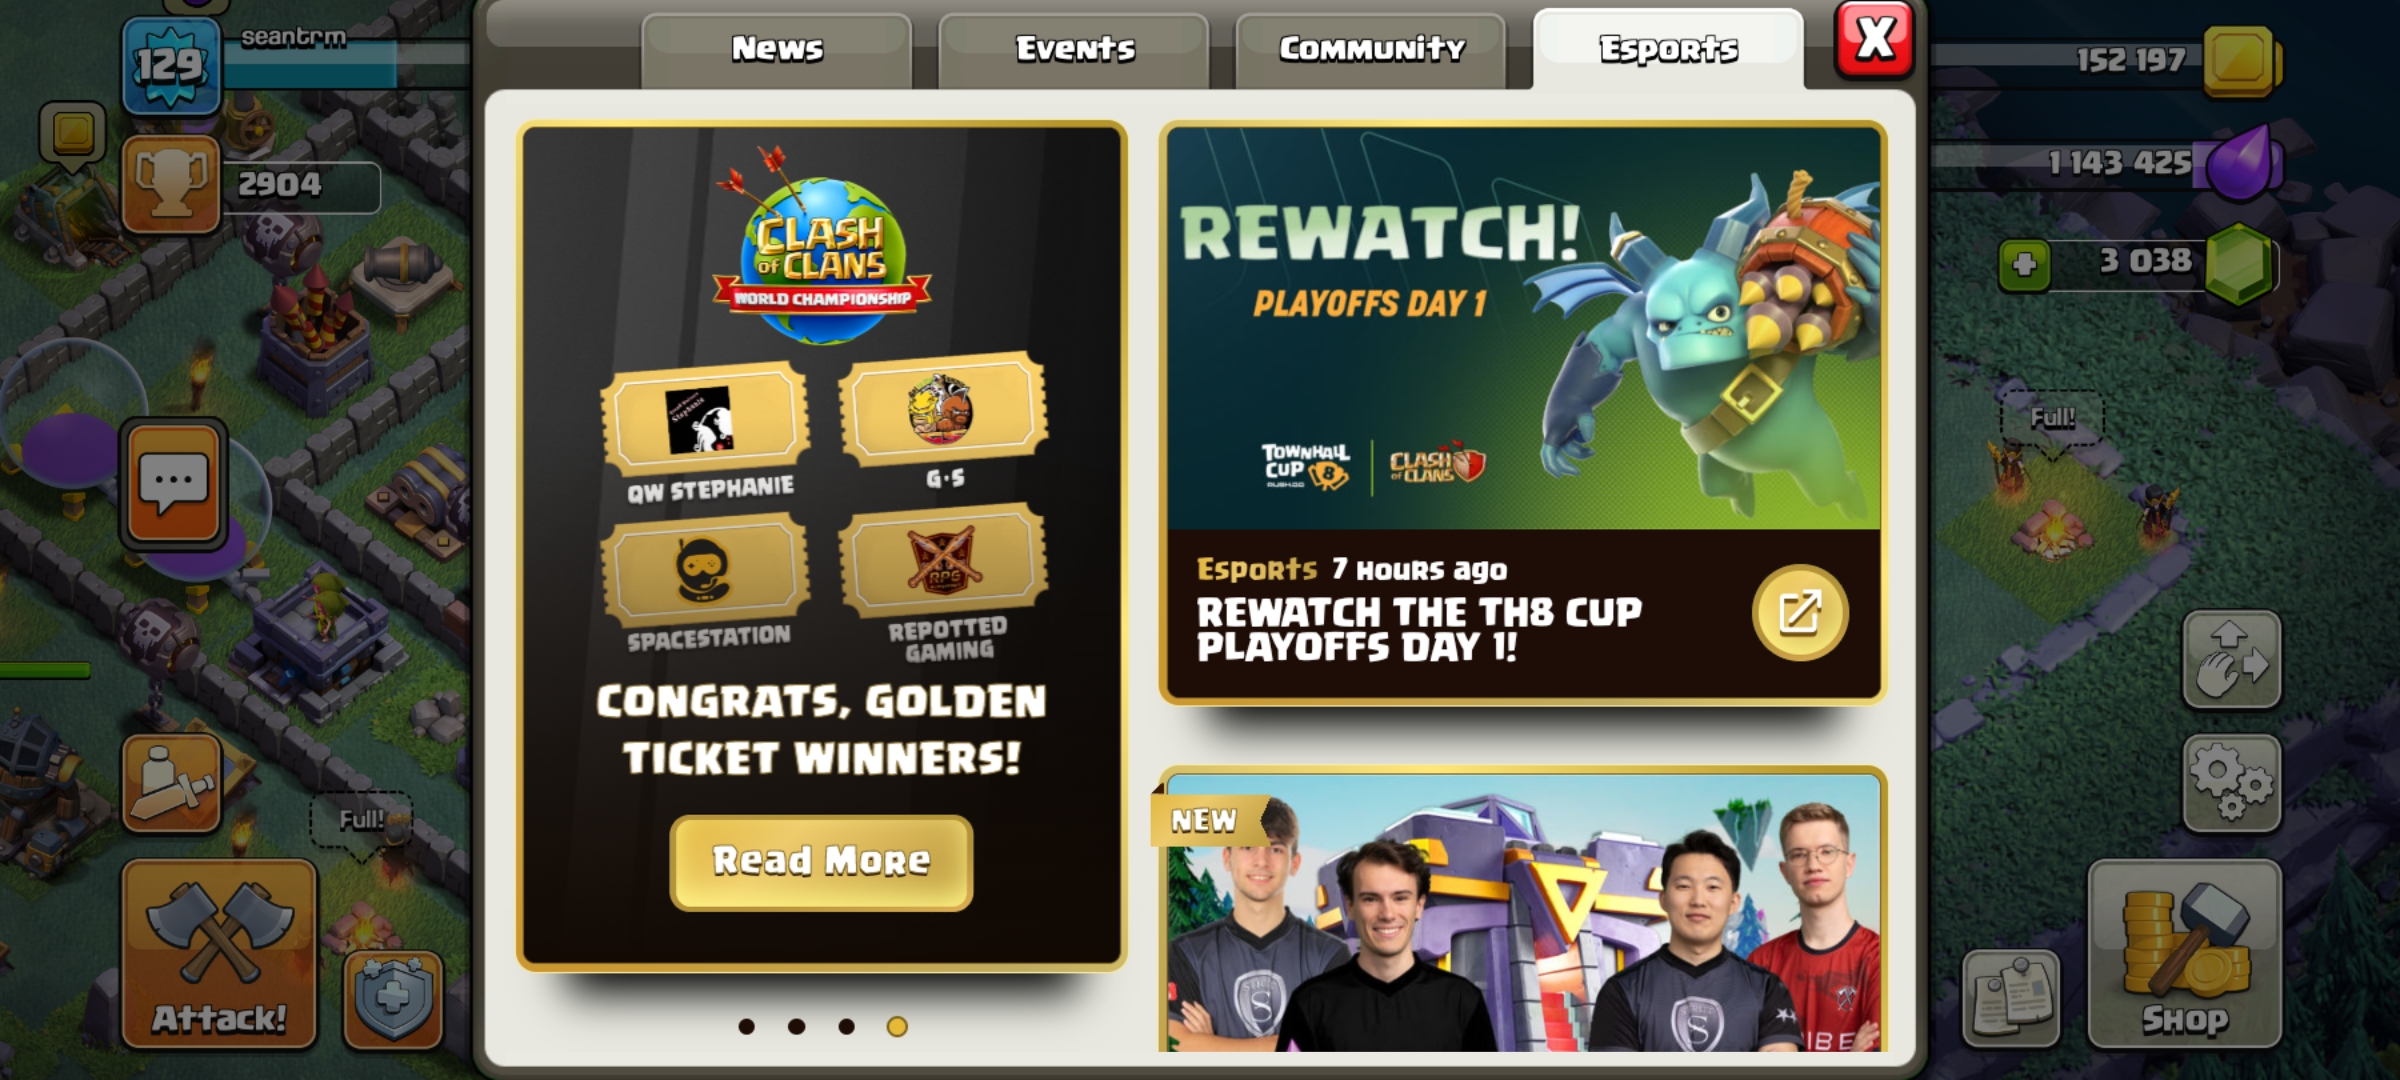 129
seantrm
2904
News
Events
Community
Esports
X
152 197
1 143 425
3 038
CLASH
of CLANS
WORLD CHAMPIONSHIP
QW STEPHANIE
G·S
SPACESTATION
RPG
REPOTTED
GAMING
CONGRATS, GOLDEN
TICKET WINNERS!
Read More
REWATCH!
PLAYOFFS DAY 1
TOWNHALL
CUP 8
CLASH
of CLANS
Esports 7 hours ago
REWATCH THE TH8 CUP
PLAYOFFS DAY 1!
NEW
S
S
Full!
Full!
Attack!
Shop